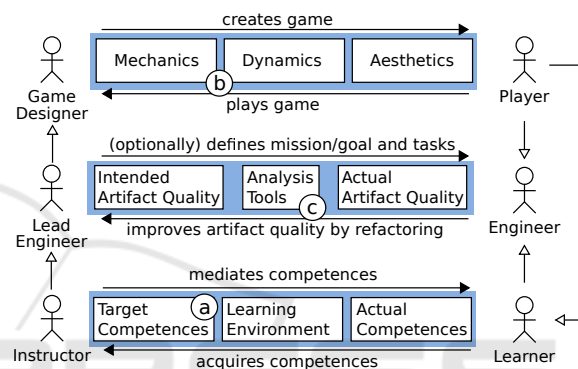 creates game
Mechanics
Dynamics
Aesthetics
b
plays game
Game
Designer
Player
(optionally) defines mission/goal and tasks
Intended
Artifact Quality
Analysis
Tools
Actual
Artifact Quality
c
improves artifact quality by refactoring
Lead
Engineer
Engineer
mediates competences
Target
Competences
a
Learning
Environment
Actual
Competences
acquires competences
Instructor
Learner